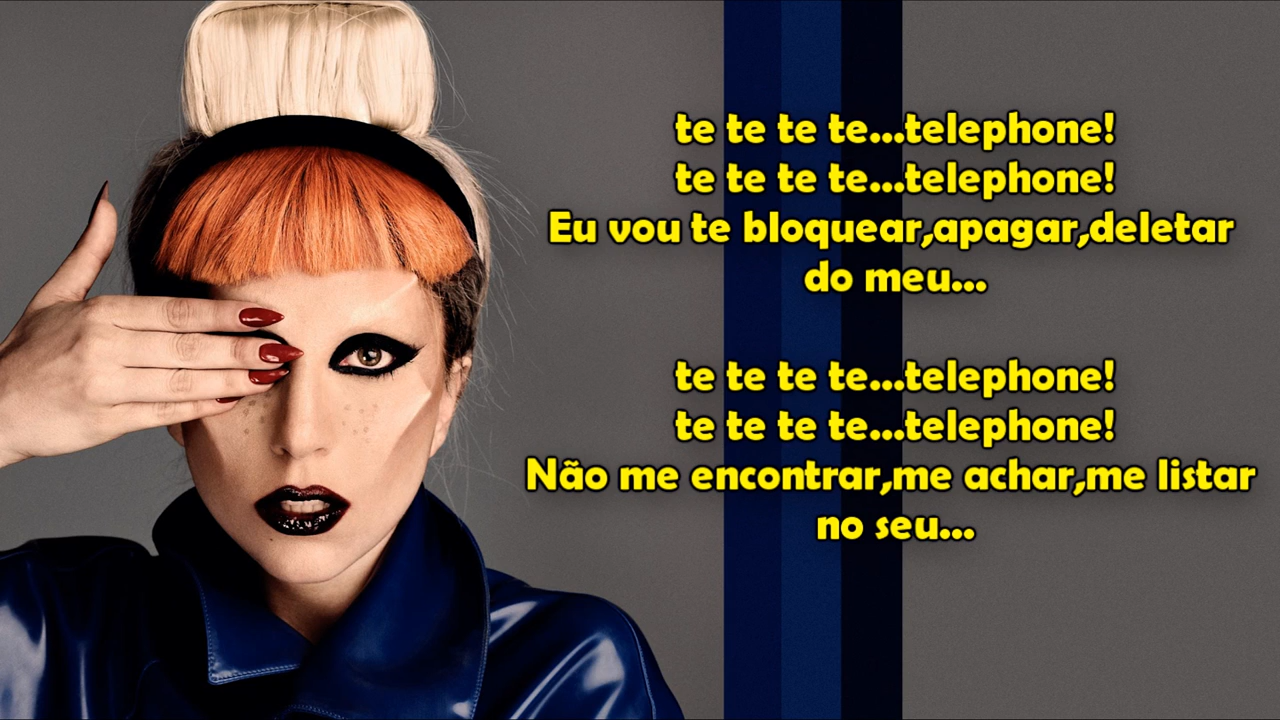 te te te te...telephone!
te te te te...telephone!
Eu vou te bloquear,apagar,deletar
do meu...
te te te te...telephone!
te te te te...telephone!
Não me encontrar,me achar,me listar
no seu...